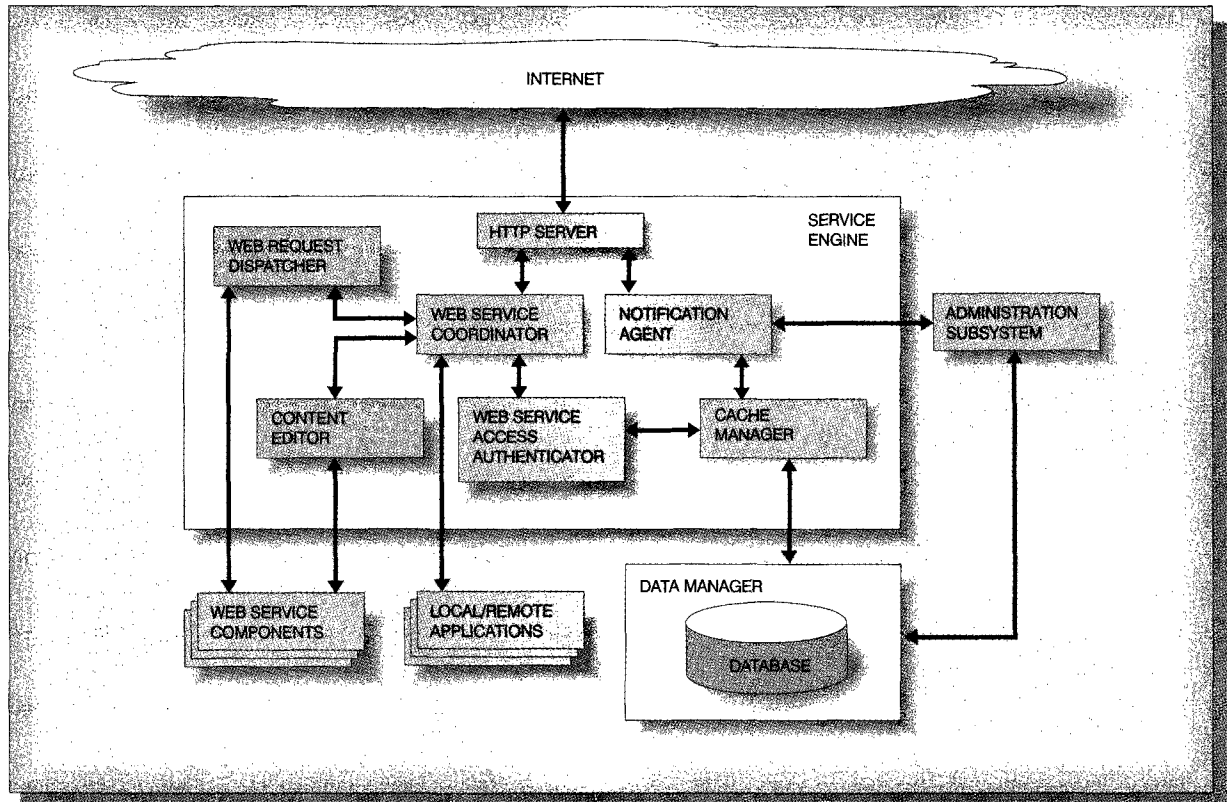 INTERNET
SERVICE
ENGINE
HTTP SERVER
WEB REQUEST
DISPATCHER
WEB SERVICE
COORDINATOR
NOTIFICATION
AGENT
ADMINISTRATION
SUBSYSTEM
CONTENT
EDITOR
WEB SERVICE
ACCESS
AUTHENTICATOR
CACHE
MANAGER
WEB SERVICE
COMPONENTS
LOCAL/REMOTE
APPLICATIONS
DATA MANAGER
DATABASE